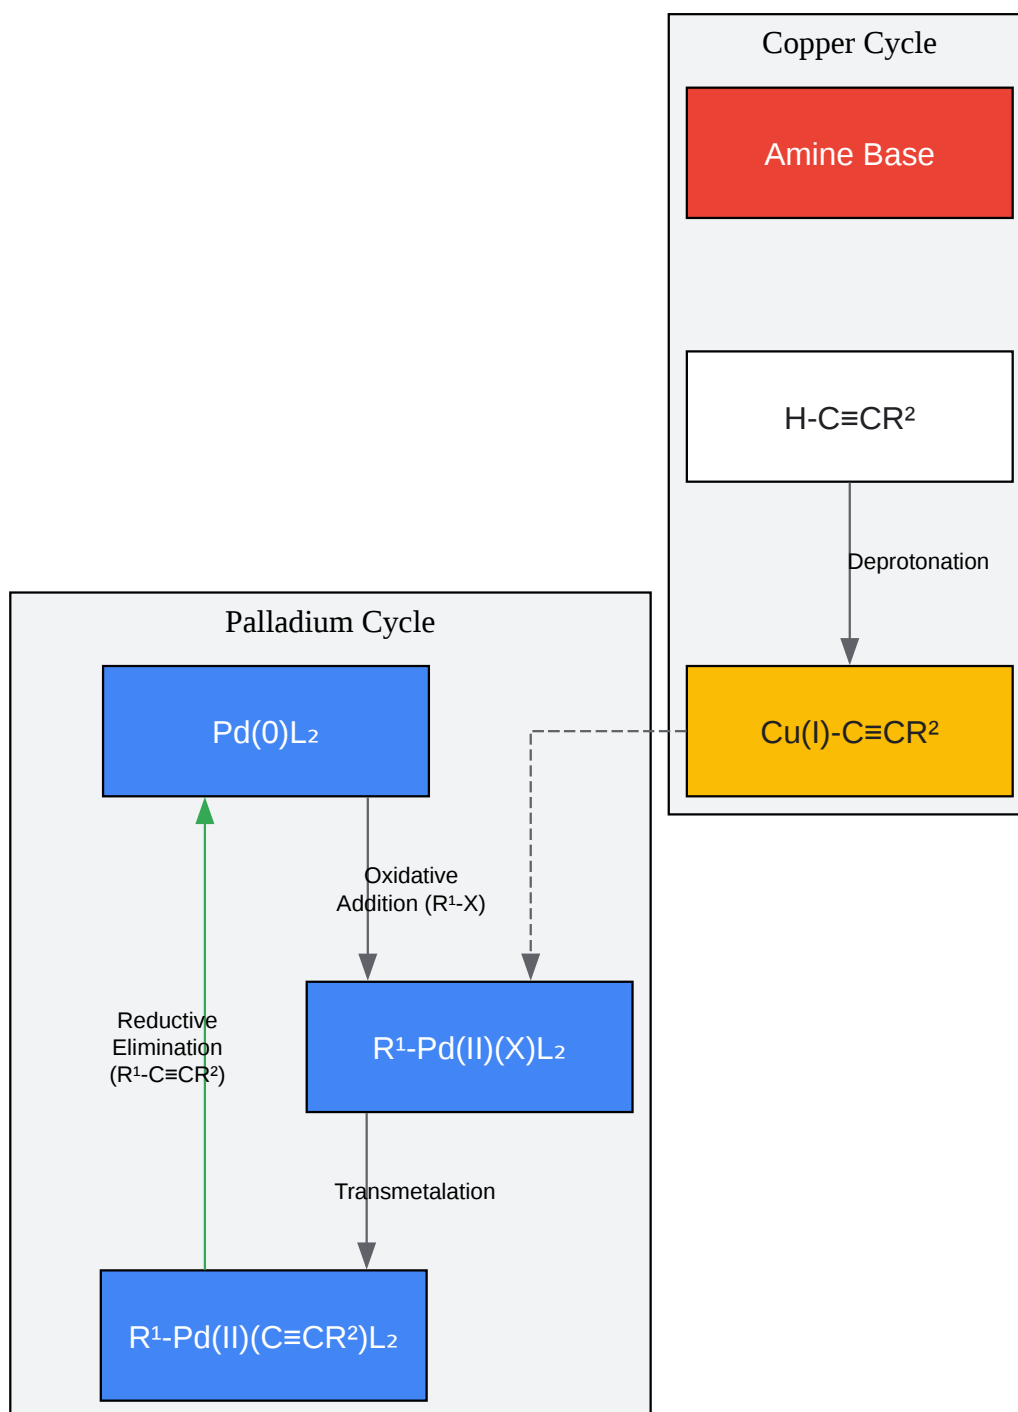 Copper Cycle
Amine Base
H-C≡CR²
Deprotonation
Cu(I)-C≡CR²
Palladium Cycle
Pd(0)L₂
Oxidative
Addition (R¹-X)
R¹-Pd(II)(X)L₂
Reductive
Elimination
(R¹-C≡CR²)
Transmetalation
R¹-Pd(II)(C≡CR²)L₂